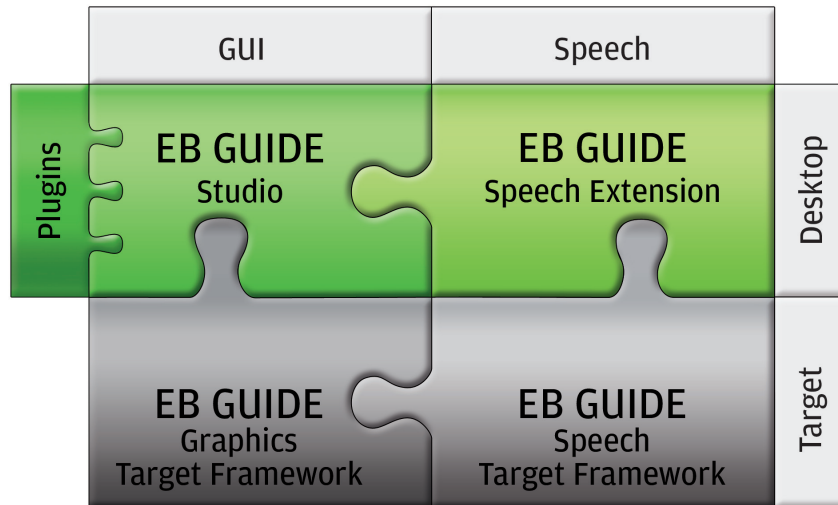 GUI
Speech
Plugins
EB GUIDE
Studio
EB GUIDE
Speech Extension
Desktop
EB GUIDE
Graphics
Target Framework
EB GUIDE
Speech
Target Framework
Target